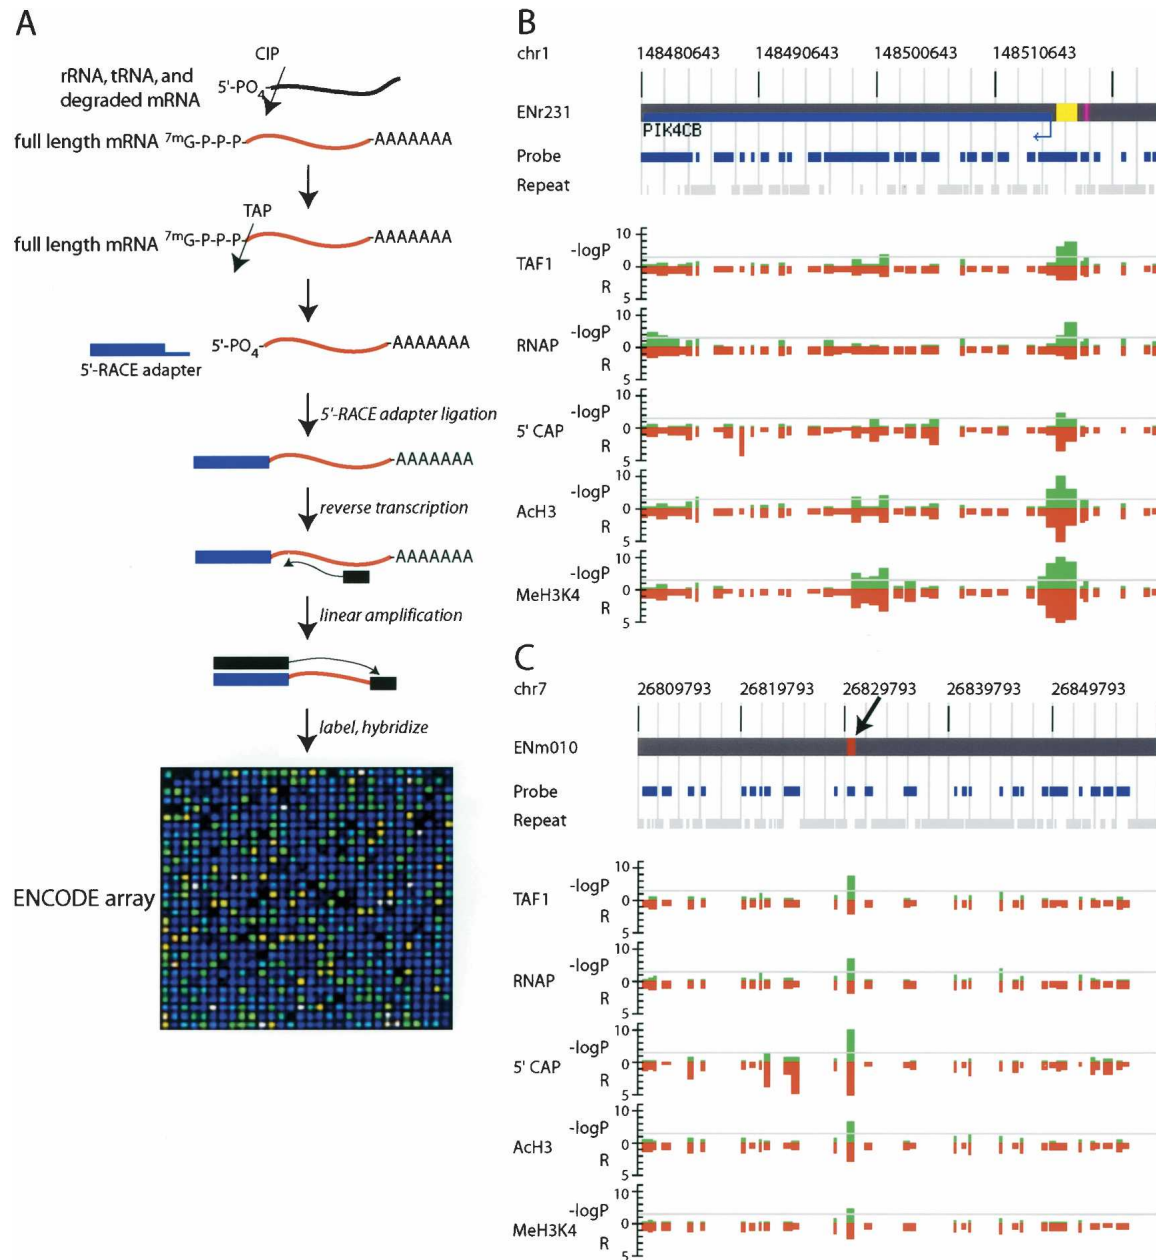 A
CIP
rRNA, tRNA, and
degraded mRNA
5'-PO4
full length mRNA 7mG-P-P-P- -AAAAAAA
TAP
full length mRNA 7mG-P-P-P -AAAAAAA
5'-PO4 -AAAAAAA
5'-RACE adapter
5'-RACE adapter ligation
-AAAAAAA
reverse transcription
-AAAAAAA
linear amplification
label, hybridize
ENCODE array
B
chr1 148480643 148490643 148500643 148510643
ENr231
PIK4CB
Probe
Repeat
10
-logP
TAF1 0
R
5
10
-logP
RNAP 0
R
5
10
-logP
5' CAP 0
R
5
10
-logP
AcH3 0
R
5
10
-logP
MeH3K4 0
R
5
C
chr7 26809793 26819793 26829793 26839793 26849793
ENm010
Probe
Repeat
10
-logP
TAF1 0
R
5
10
-logP
RNAP 0
R
5
10
-logP
5' CAP 0
R
5
10
-logP
AcH3 0
R
5
10
-logP
MeH3K4 0
R
5